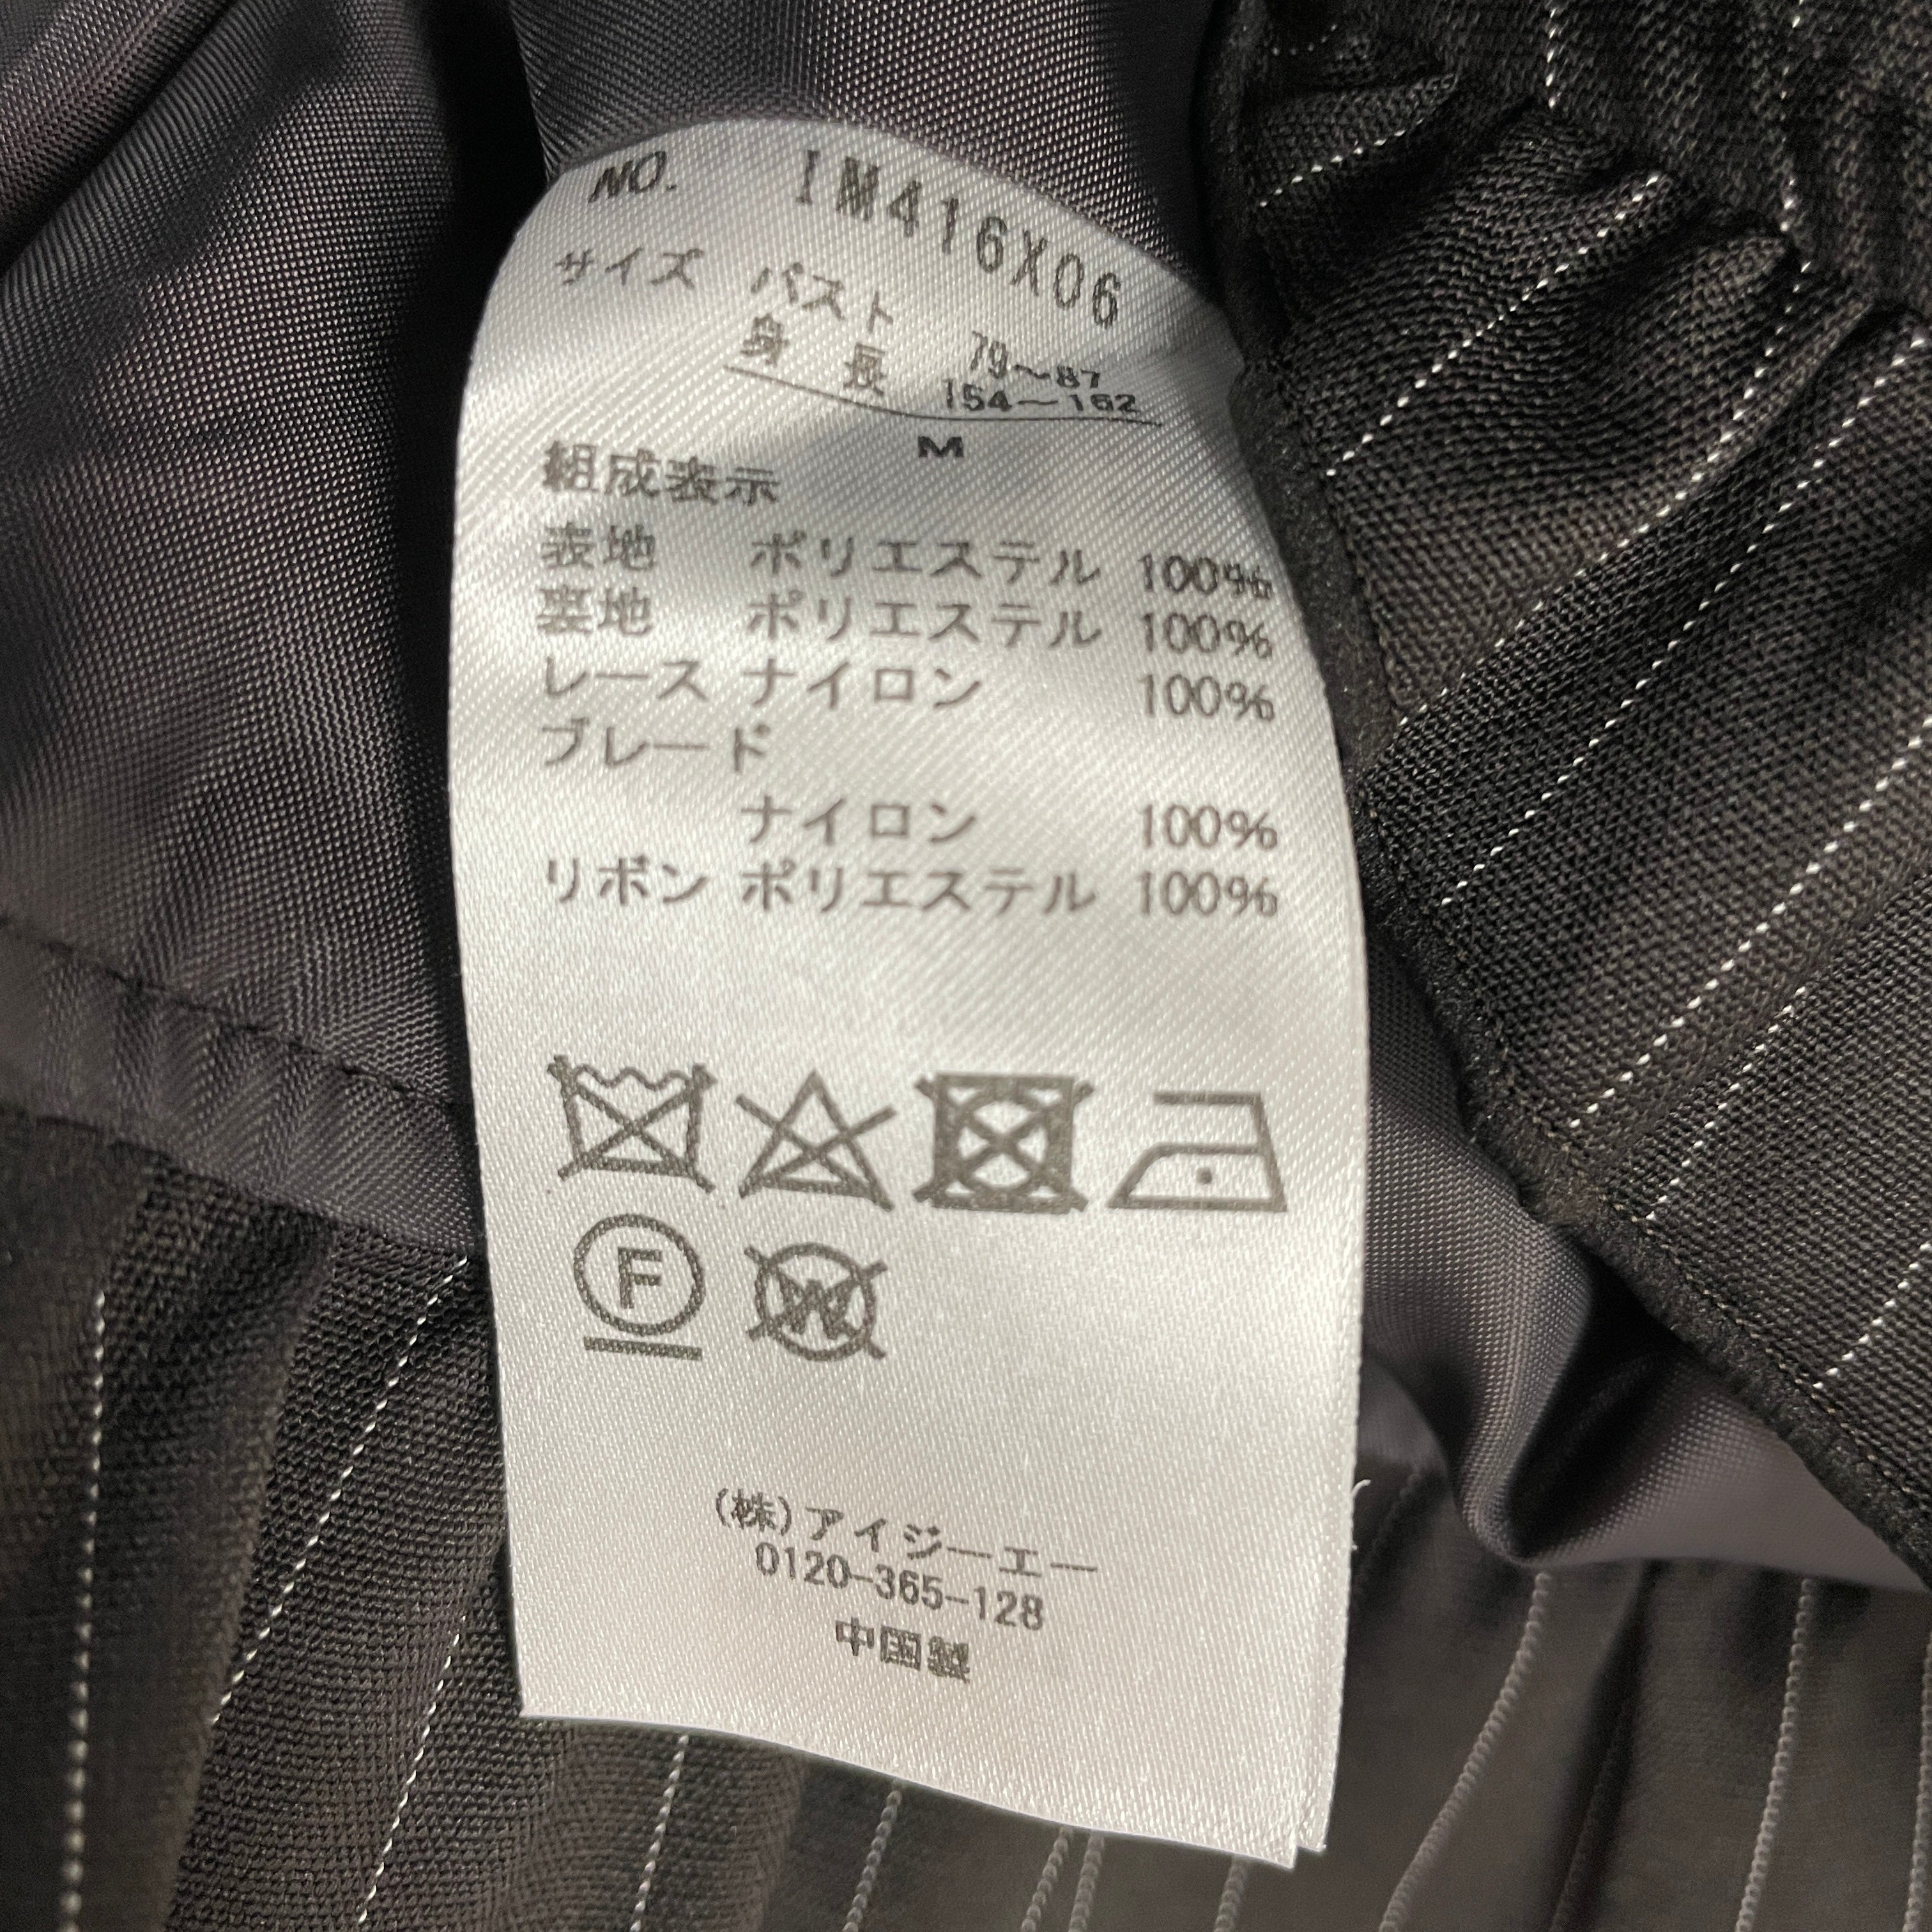 NO. IM416X06
サイズ バスト 79～87
身長 154～162
M
組成表示
表地 ポリエステル 100%
裏地 ポリエステル 100%
レース ナイロン 100%
ブレード
ナイロン 100%
リボン ポリエステル 100%
F
W
(株)アイジーエー
0120-365-128
中国製